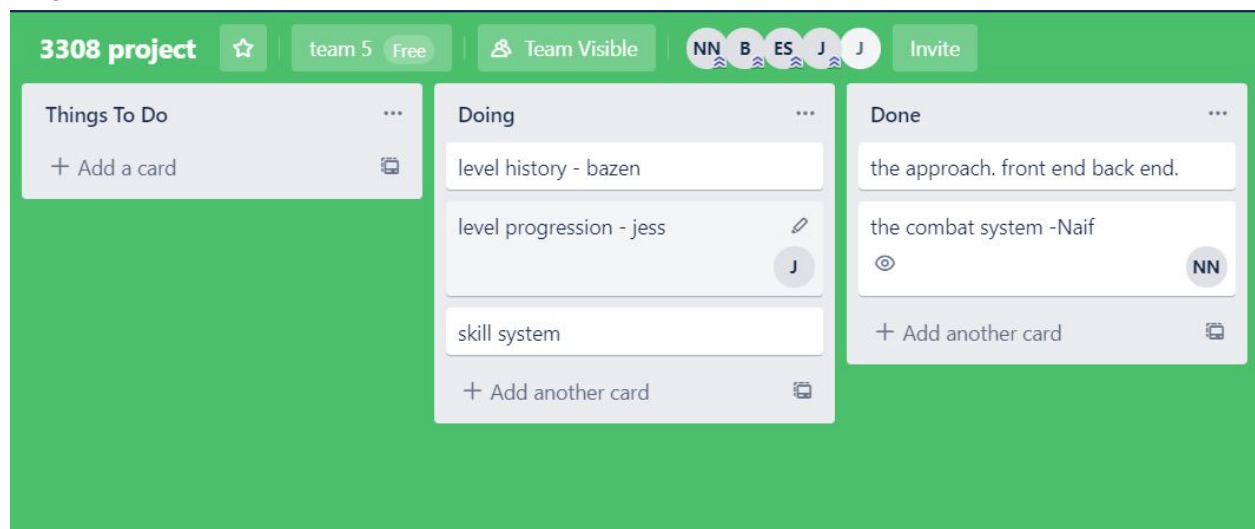 3308 project
team 5 Free
Team Visible
NN B ES J J
Invite
Things To Do
+ Add a card
Doing
level history - bazen
level progression - jess
J
skill system
+ Add another card
Done
the approach. front end back end.
the combat system -Naif
NN
+ Add another card